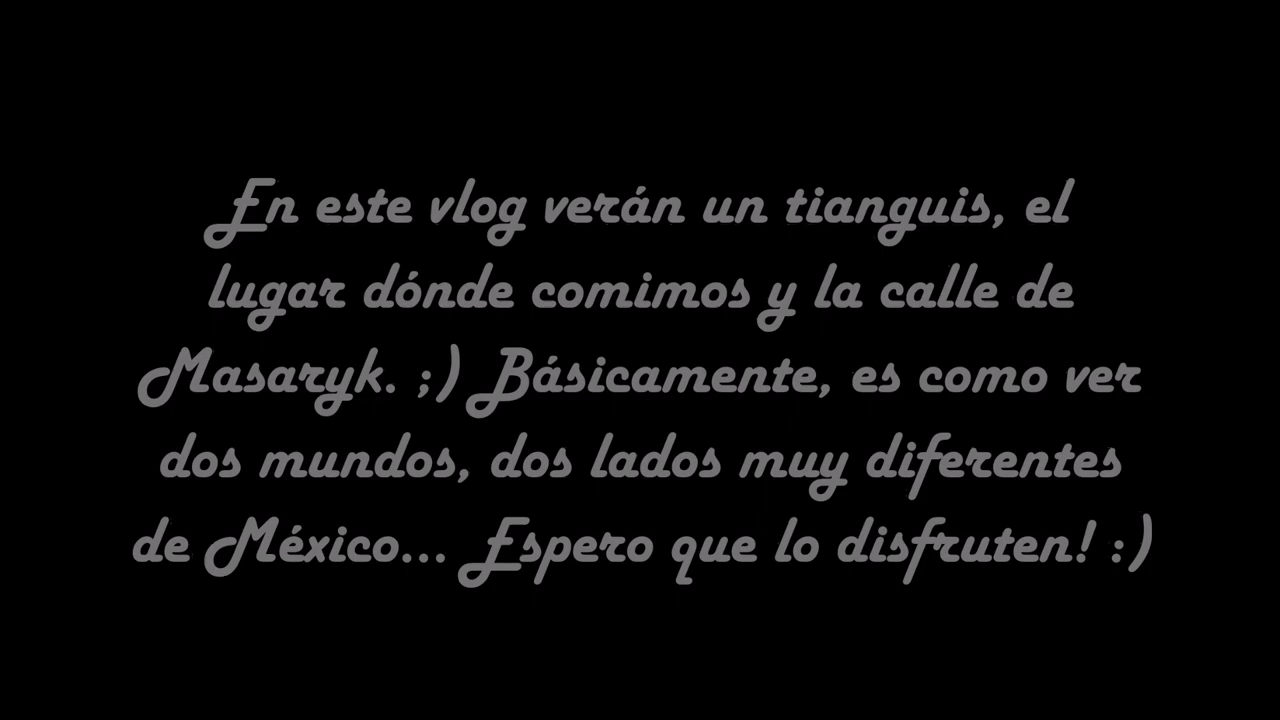 En este vlog verán un tianguis, el
lugar dónde comimos y la calle de
Masaryk. ;) Básicamente, es como ver
dos mundos, dos lados muy diferentes
de México... Espero que lo disfruten! :)